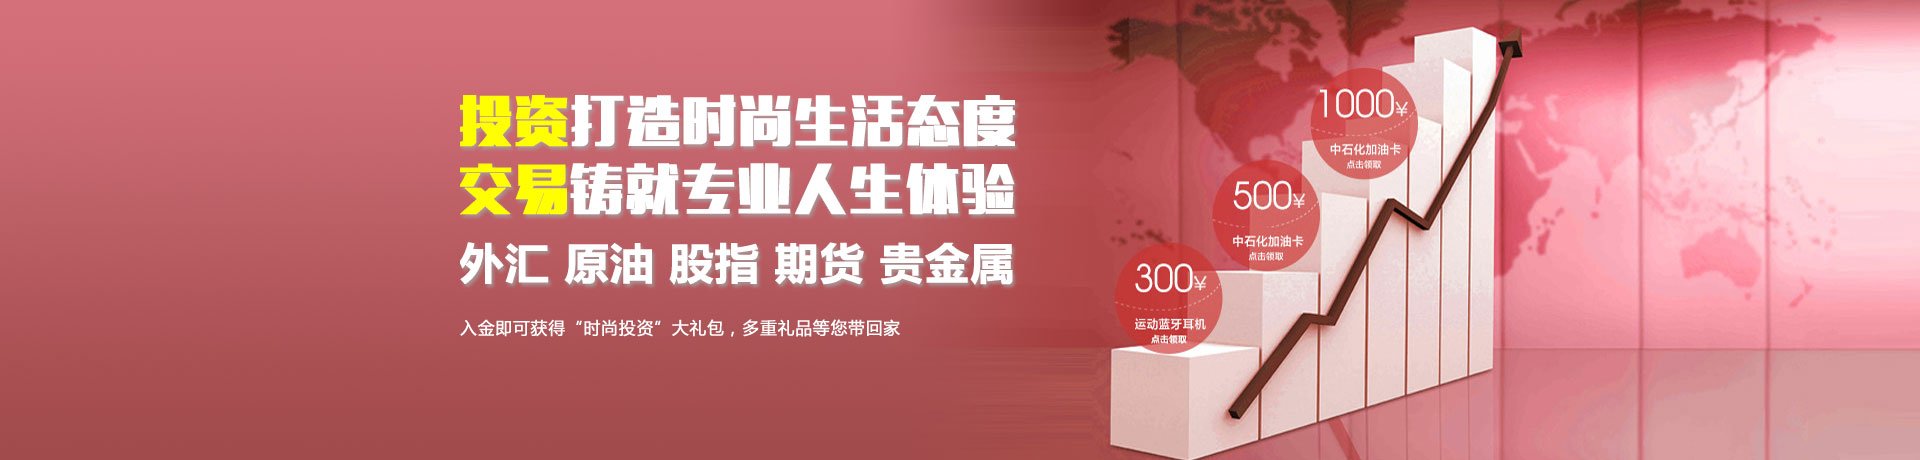 投资打造时尚生活态度
交易铸就专业人生体验
外汇 原油 股指 期货 贵金属
入金即可获得“时尚投资”大礼包，多重礼品等您带回家
1000¥
中石化加油卡
点击领取
500¥
中石化加油卡
点击领取
300¥
运动蓝牙耳机
点击领取